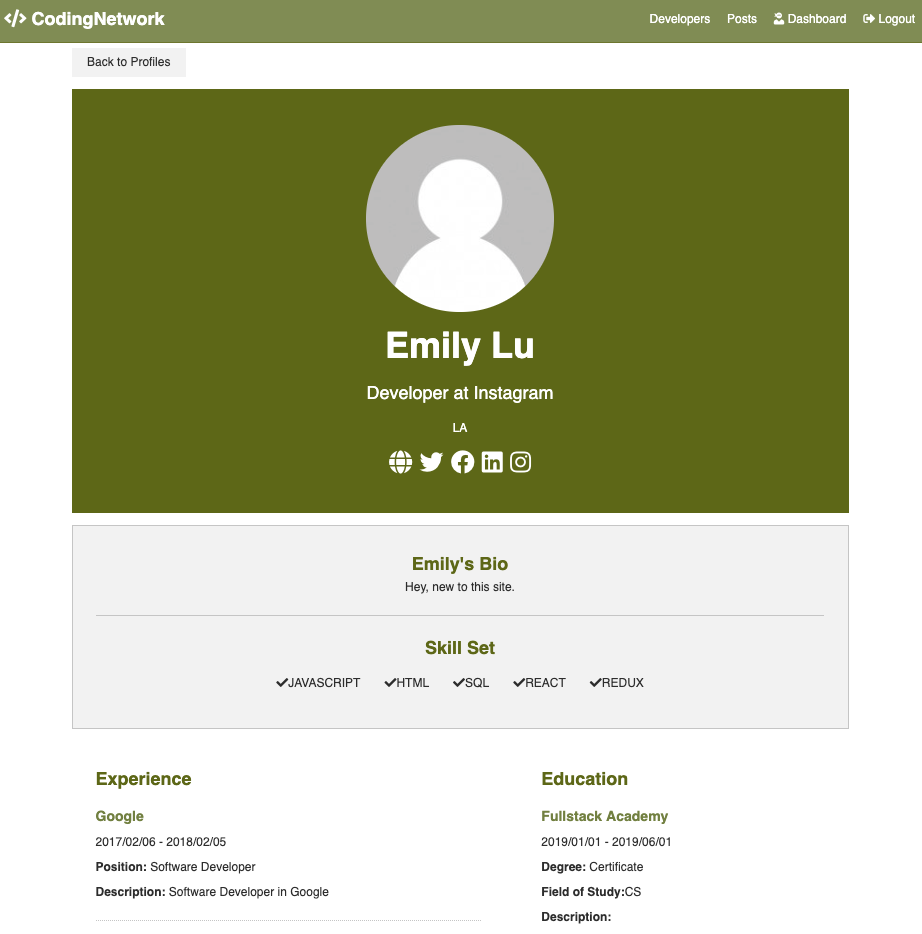 CodingNetwork
Developers Posts Dashboard Logout
Back to Profiles
Emily Lu
Developer at Instagram
LA
Emily's Bio
Hey, new to this site.
Skill Set
JAVASCRIPT HTML SQL REACT REDUX
Experience
Google
2017/02/06 - 2018/02/05
Position: Software Developer
Description: Software Developer in Google
Education
Fullstack Academy
2019/01/01 - 2019/06/01
Degree: Certificate
Field of Study:CS
Description: